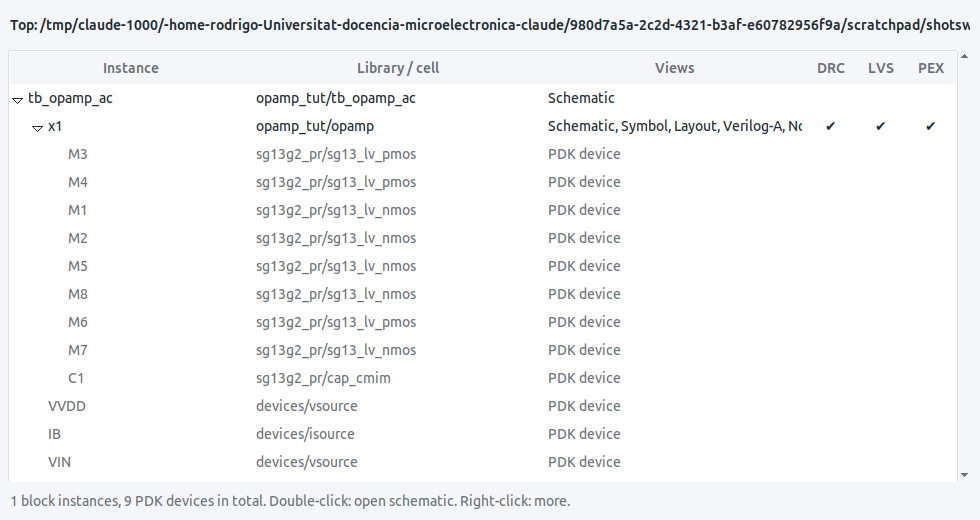 Top: /tmp/claude-1000/-home-rodrigo-Universitat-docencia-microelectronica-claude/980d7a5a-2c2d-4321-b3af-e60782956f9a/scratchpad/shotsw
Instance Library / cell Views DRC LVS PEX
tb_opamp_ac opamp_tut/tb_opamp_ac Schematic
x1 opamp_tut/opamp Schematic, Symbol, Layout, Verilog-A, No ✔ ✔ ✔
M3 sg13g2_pr/sg13_lv_pmos PDK device
M4 sg13g2_pr/sg13_lv_pmos PDK device
M1 sg13g2_pr/sg13_lv_nmos PDK device
M2 sg13g2_pr/sg13_lv_nmos PDK device
M5 sg13g2_pr/sg13_lv_nmos PDK device
M8 sg13g2_pr/sg13_lv_nmos PDK device
M6 sg13g2_pr/sg13_lv_pmos PDK device
M7 sg13g2_pr/sg13_lv_nmos PDK device
C1 sg13g2_pr/cap_cmim PDK device
VVDD devices/vsource PDK device
IB devices/isource PDK device
VIN devices/vsource PDK device
1 block instances, 9 PDK devices in total. Double-click: open schematic. Right-click: more.